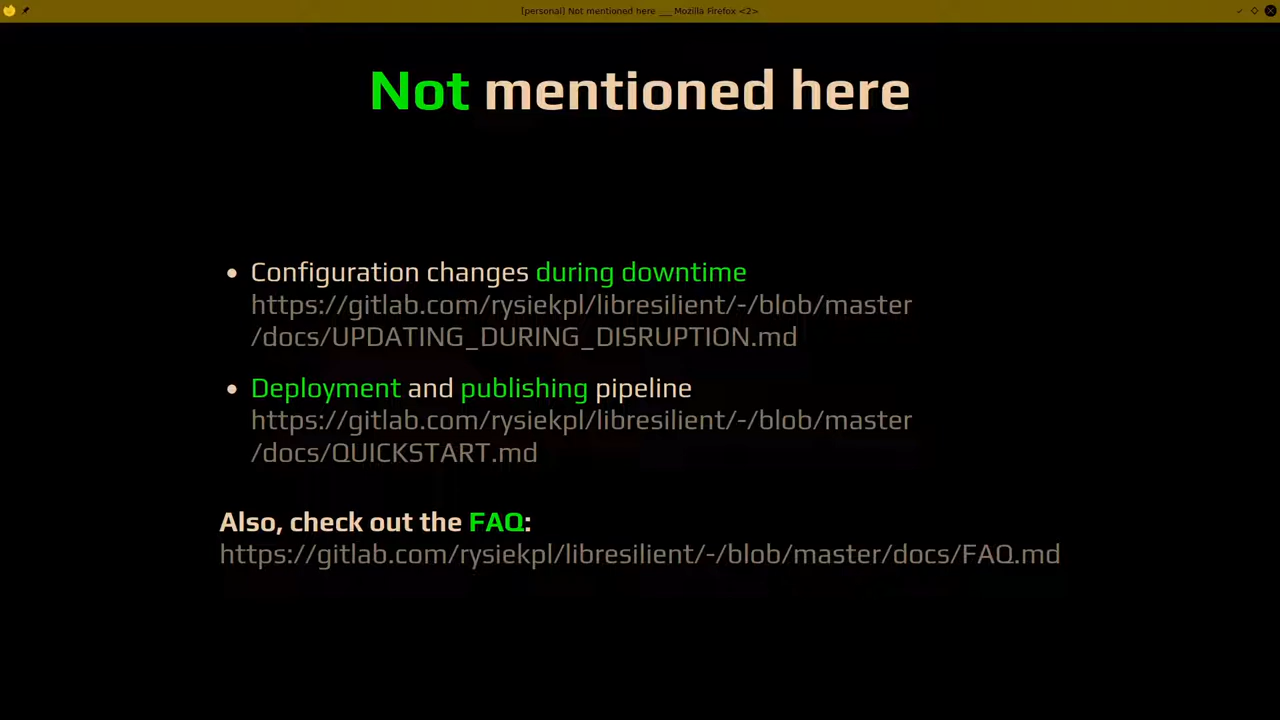 [personal] Not mentioned here ___ Mozilla Firefox <2>
Not mentioned here
Configuration changes during downtime
https://gitlab.com/rysiekpl/libresilient/-/blob/master
/docs/UPDATING_DURING_DISRUPTION.md
Deployment and publishing pipeline
https://gitlab.com/rysiekpl/libresilient/-/blob/master
/docs/QUICKSTART.md
Also, check out the FAQ:
https://gitlab.com/rysiekpl/libresilient/-/blob/master/docs/FAQ.md